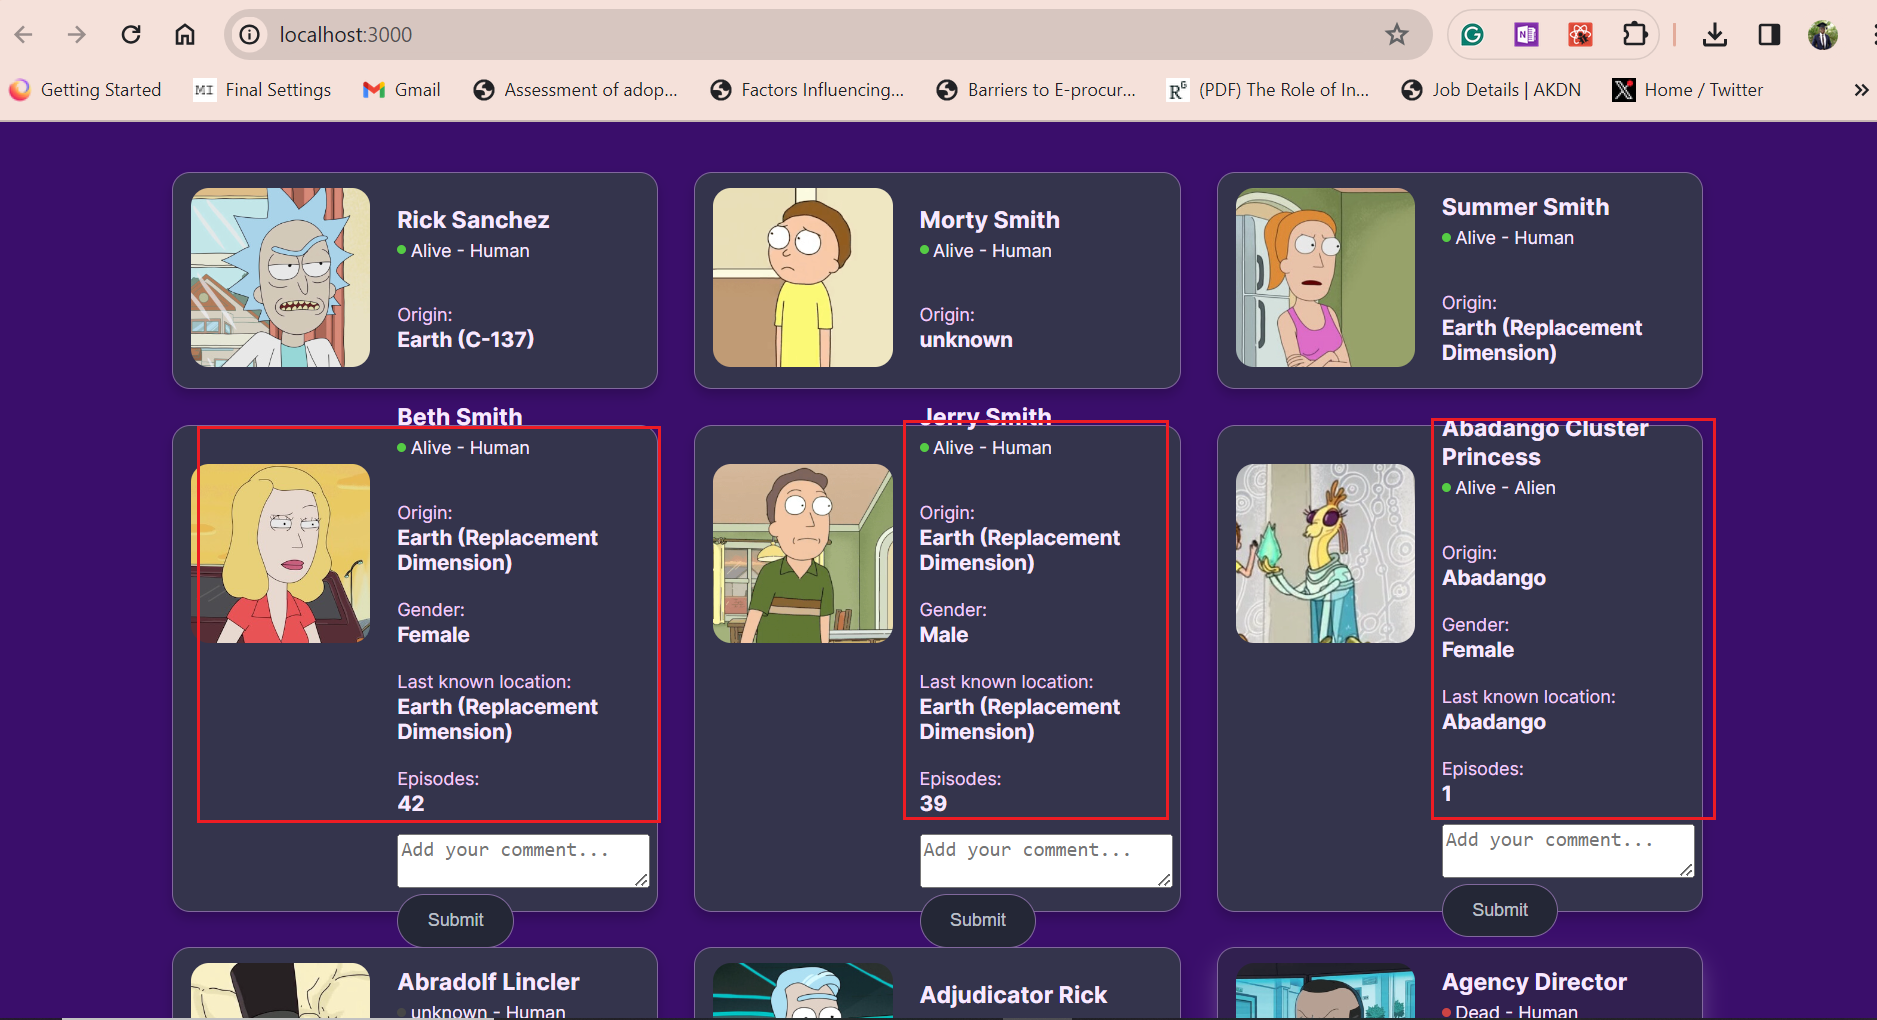 localhost:3000
Getting Started
MI Final Settings
Gmail
Assessment of adop...
Factors Influencing...
Barriers to E-procur...
R^G (PDF) The Role of In...
Job Details | AKDN
Home / Twitter
»
Rick Sanchez
Alive - Human
Origin:
Earth (C-137)
Morty Smith
Alive - Human
Origin:
unknown
Summer Smith
Alive - Human
Origin:
Earth (Replacement
Dimension)
Beth Smith
Alive - Human
Origin:
Earth (Replacement
Dimension)
Gender:
Female
Last known location:
Earth (Replacement
Dimension)
Episodes:
42
Add your comment...
Submit
Jerry Smith
Alive - Human
Origin:
Earth (Replacement
Dimension)
Gender:
Male
Last known location:
Earth (Replacement
Dimension)
Episodes:
39
Add your comment...
Submit
Abadango Cluster
Princess
Alive - Alien
Origin:
Abadango
Gender:
Female
Last known location:
Abadango
Episodes:
1
Add your comment...
Submit
Abradolf Lincler
unknown - Human
Adjudicator Rick
Agency Director
Dead - Human